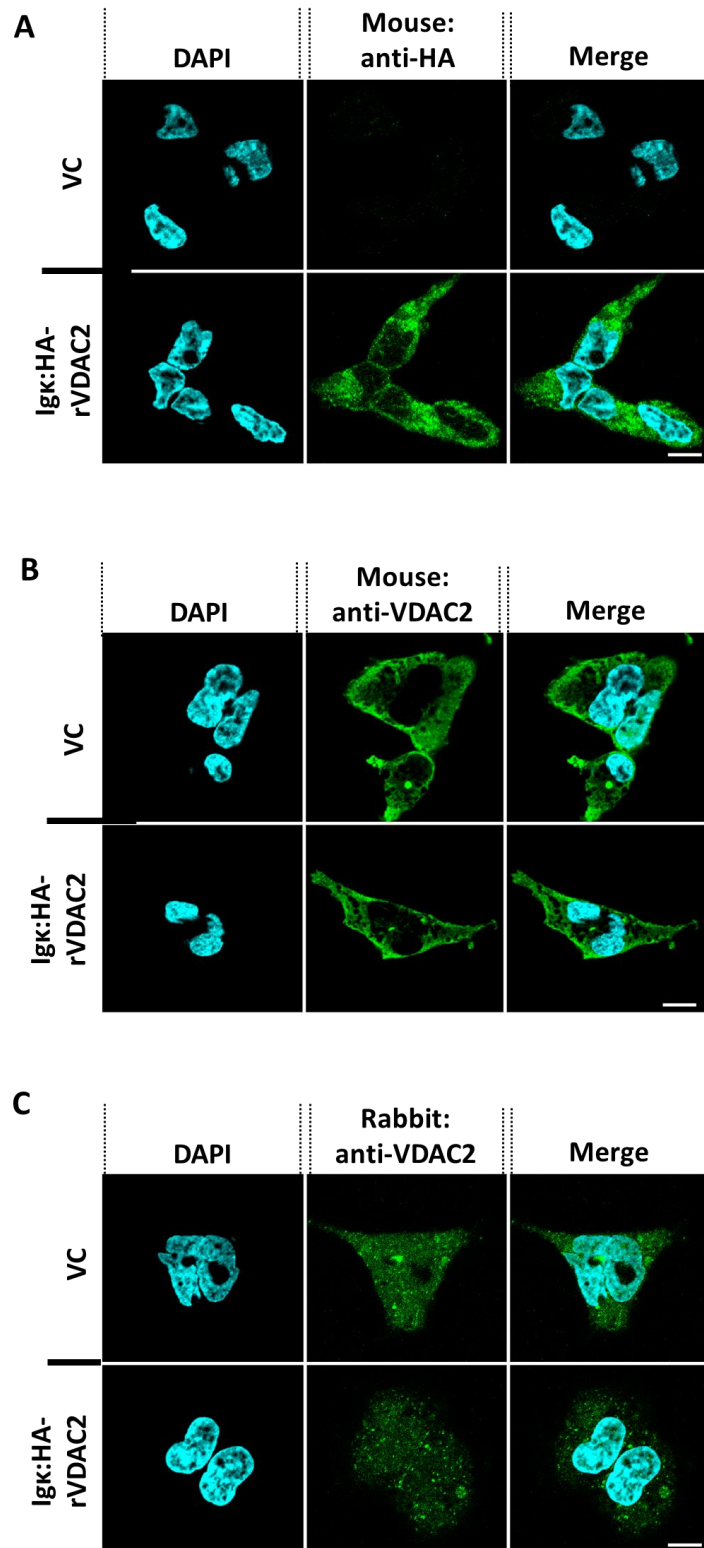 A
DAPI
Mouse:
anti-HA
Merge
VC
Igκ:HA-
rVDAC2
B
DAPI
Mouse:
anti-VDAC2
Merge
VC
Igκ:HA-
rVDAC2
C
DAPI
Rabbit:
anti-VDAC2
Merge
VC
Igκ:HA-
rVDAC2